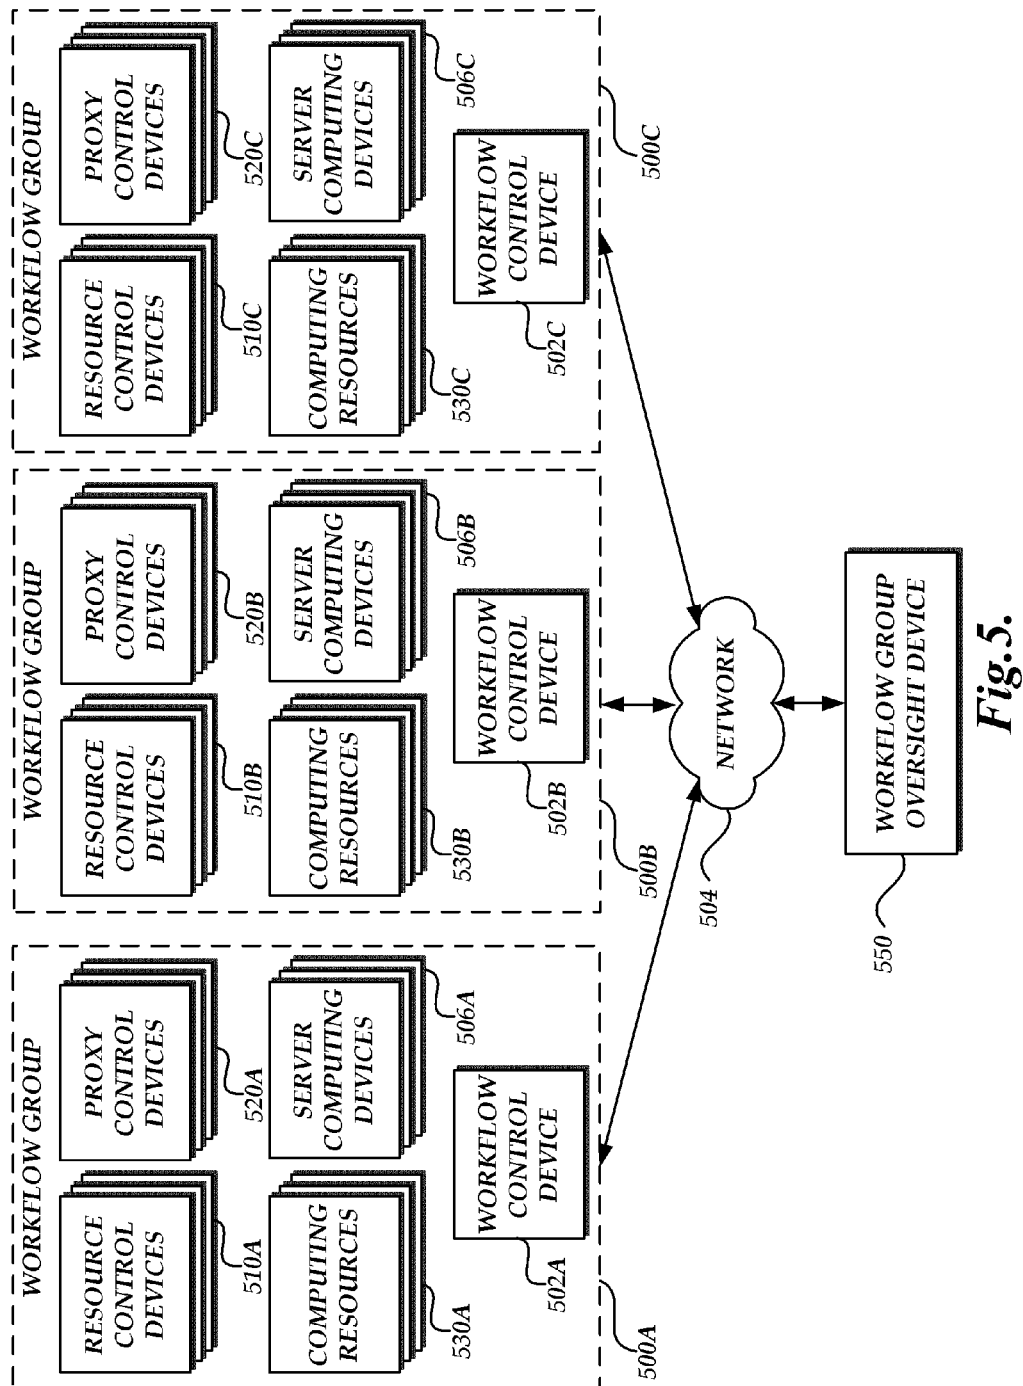 WORKFLOW GROUP
RESOURCE
CONTROL
DEVICES
510A
PROXY
CONTROL
DEVICES
520A
COMPUTING
RESOURCES
530A
SERVER
COMPUTING
DEVICES
506A
WORKFLOW
CONTROL
DEVICE
502A
500A
WORKFLOW GROUP
RESOURCE
CONTROL
DEVICES
510B
PROXY
CONTROL
DEVICES
520B
COMPUTING
RESOURCES
530B
SERVER
COMPUTING
DEVICES
506B
WORKFLOW
CONTROL
DEVICE
502B
500B
WORKFLOW GROUP
RESOURCE
CONTROL
DEVICES
510C
PROXY
CONTROL
DEVICES
520C
COMPUTING
RESOURCES
530C
SERVER
COMPUTING
DEVICES
506C
WORKFLOW
CONTROL
DEVICE
502C
500C
NETWORK
504
WORKFLOW GROUP
OVERSIGHT DEVICE
550
Fig.5.